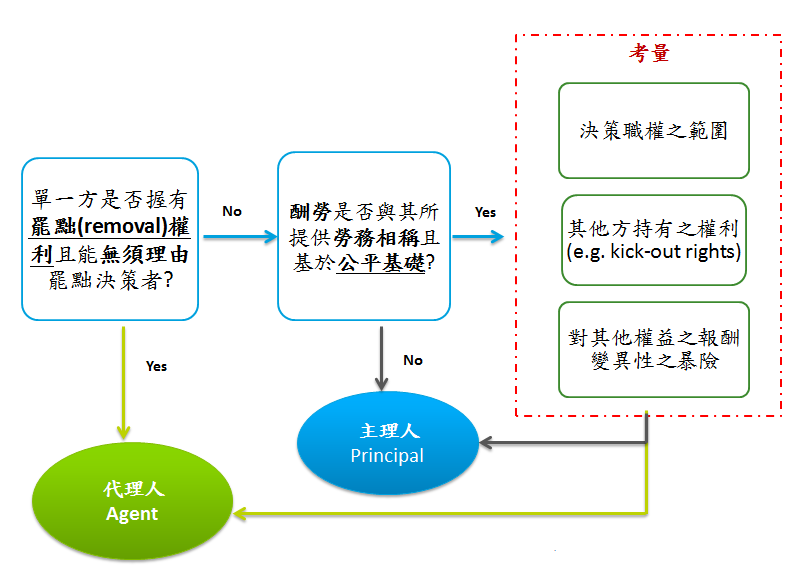 考量
決策職權之範圍
單一方是否握有
罷黜(removal)權
利且能無須理由
罷黜決策者?
No
酬勞是否與其所
提供勞務相稱且
基於公平基礎?
Yes
其他方持有之權利
(e.g. kick-out rights)
對其他權益之報酬
變異性之暴險
Yes
No
主理人
Principal
代理人
Agent